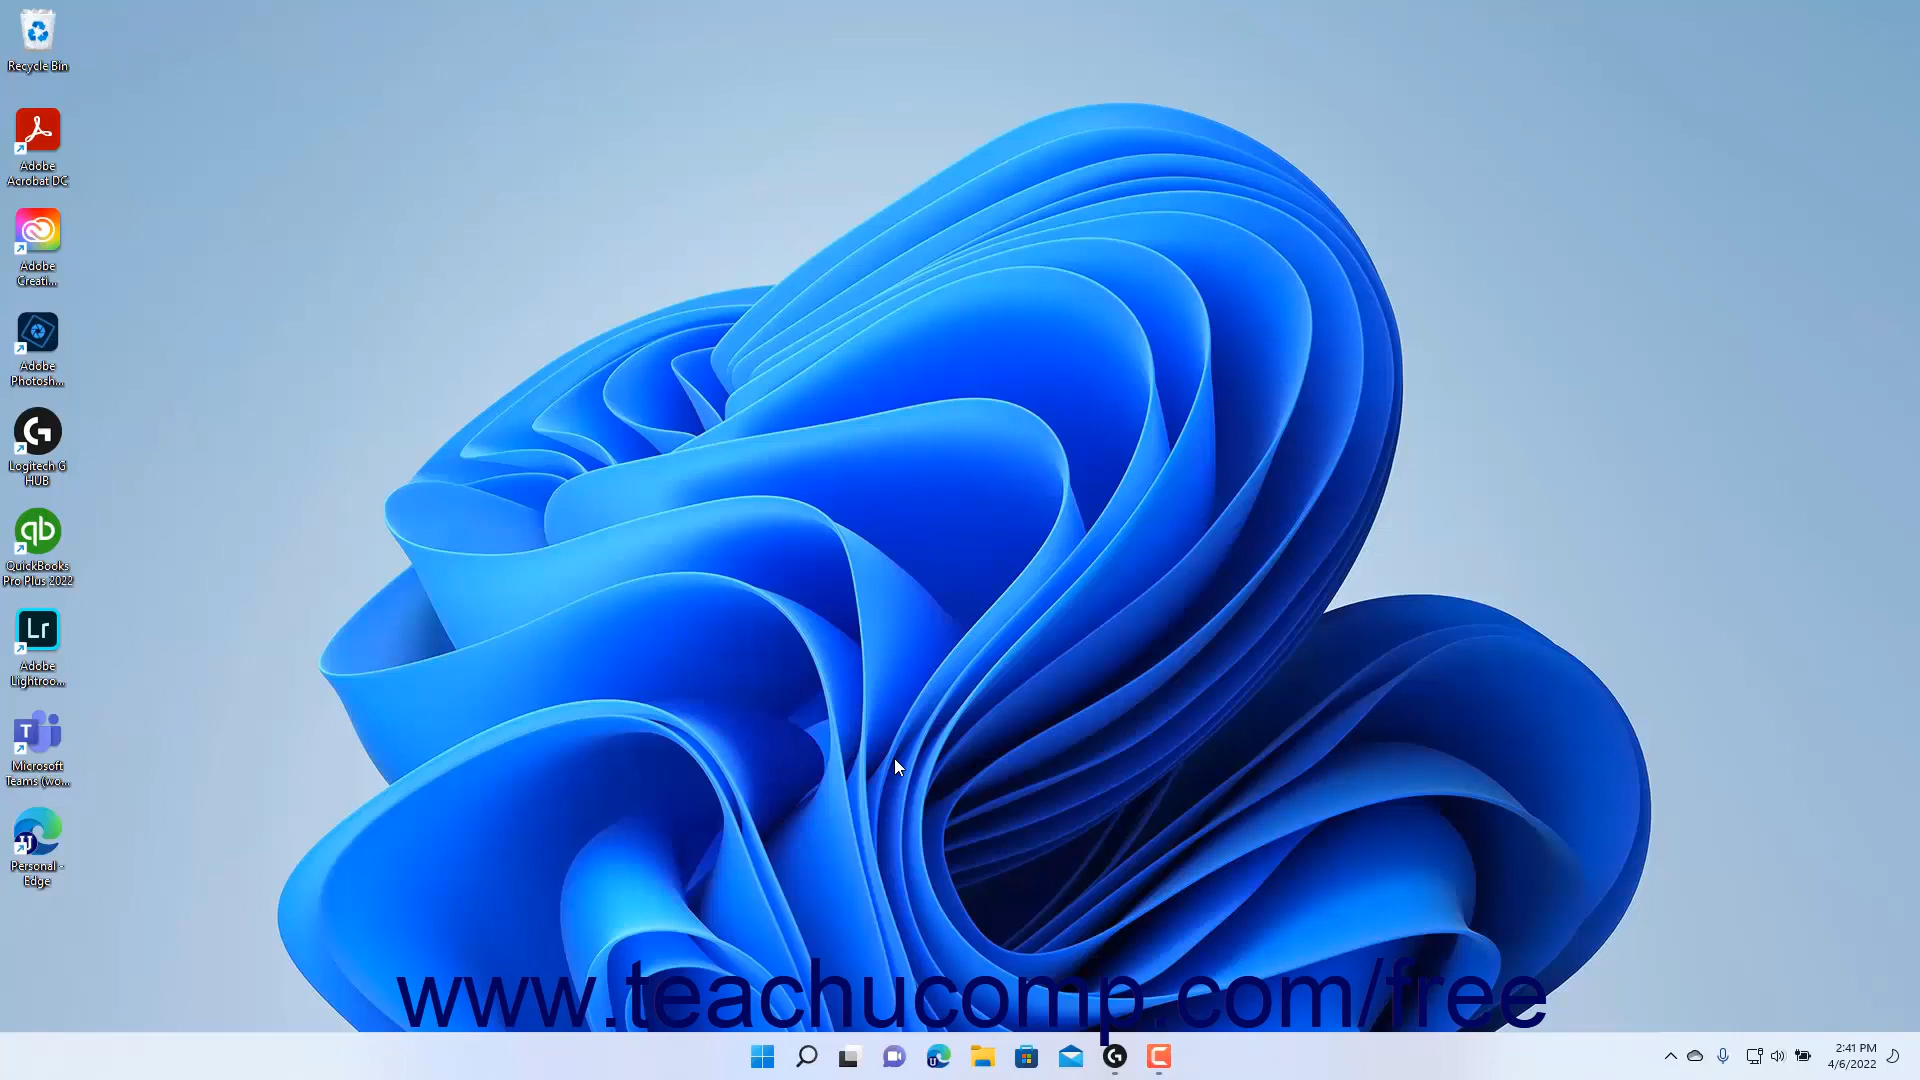 Recycle Bin
Adobe
Acrobat DC
Adobe
Creati...
Adobe
Photosh...
Logitech G
HUB
QuickBooks
Pro Plus 2022
Lr
Adobe
Lightroo...
T
Microsoft
Teams (wo...
Personal -
Edge
www.teachucomp.com/free
2:41 PM
4/6/2022